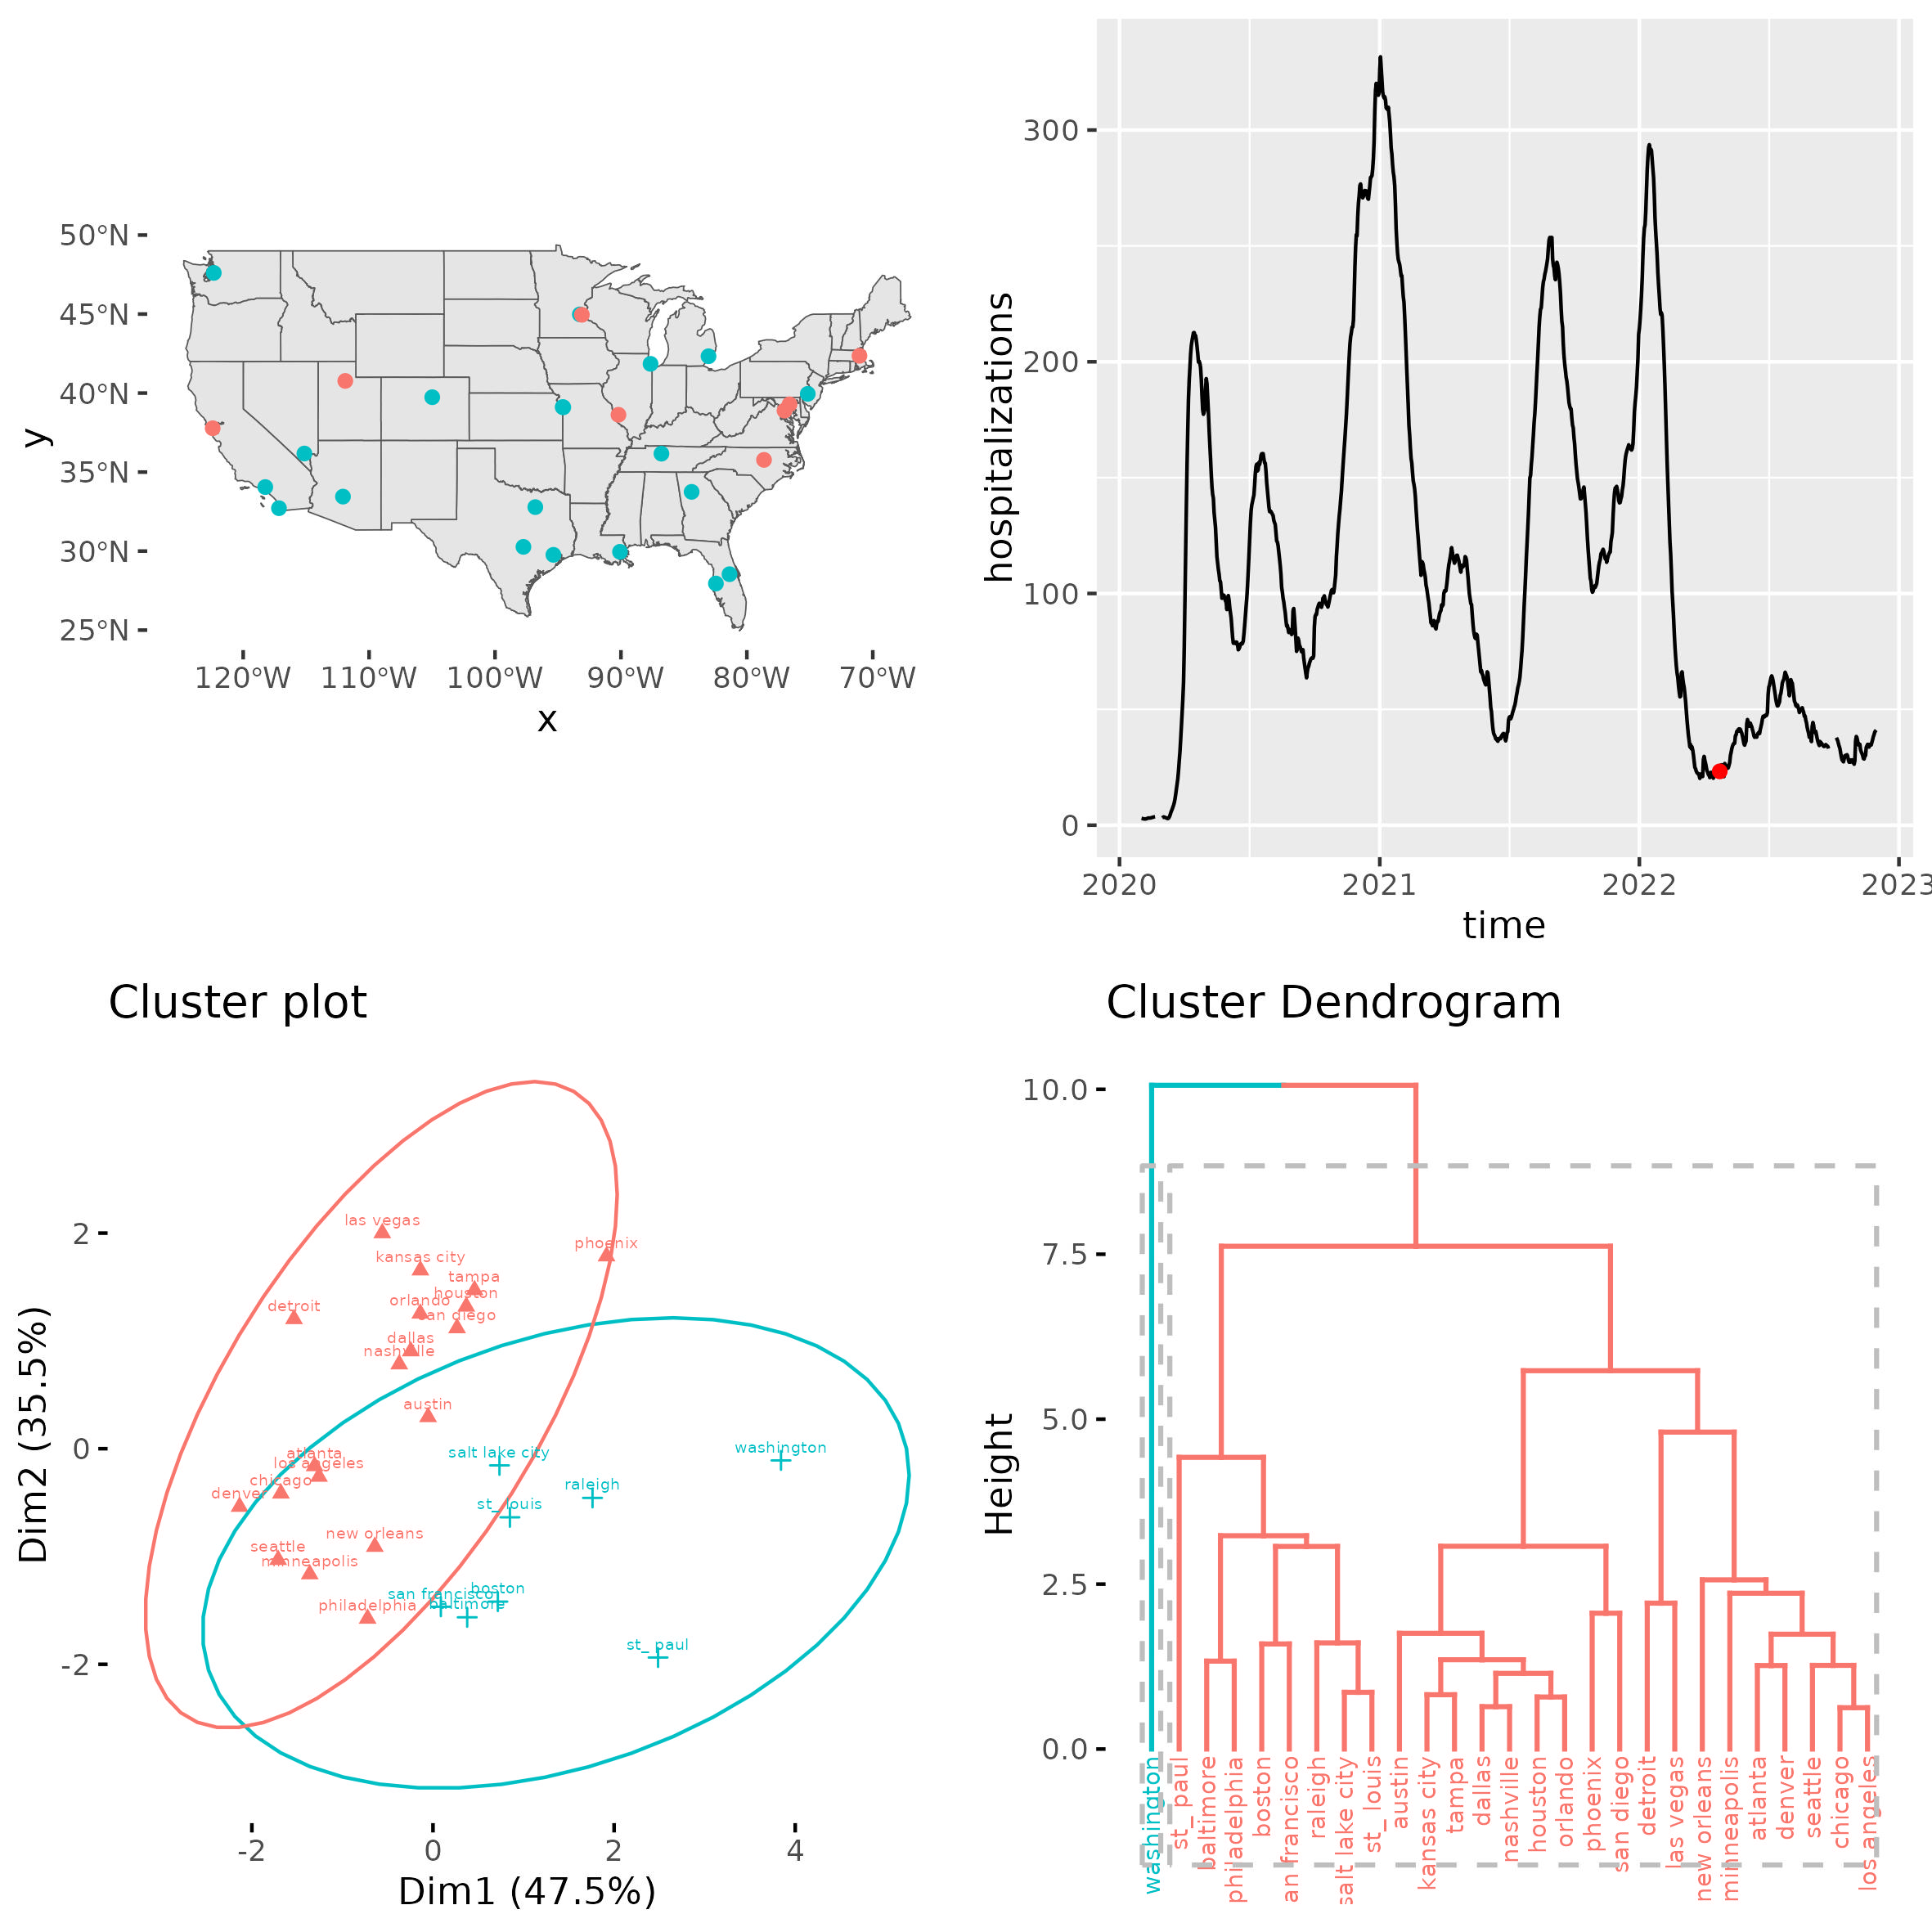 50°N
45°N
40°N
35°N
30°N
25°N
y
120°W 110°W 100°W 90°W 80°W 70°W
x
300
200
100
0
hospitalizations
2020 2021 2022 2023
time
Cluster plot
las vegas
phoenix
kansas city
tampa
houston
orlando
san diego
detroit
dallas
nashville
austin
atlanta
los angeles
chicago
denver
salt lake city
washington
raleigh
st_louis
new orleans
seattle
minneapolis
boston
san francisco
baltimore
philadelphia
st_paul
2
0
-2
Dim2 (35.5%)
-2 0 2 4
Dim1 (47.5%)
Cluster Dendrogram
10.0
7.5
5.0
2.5
0.0
Height
washington
st_paul
baltimore
philadelphia
boston
an francisco
raleigh
salt lake city
st_louis
austin
kansas city
tampa
dallas
nashville
houston
orlando
phoenix
san diego
detroit
las vegas
new orleans
minneapolis
atlanta
denver
seattle
chicago
los angeles